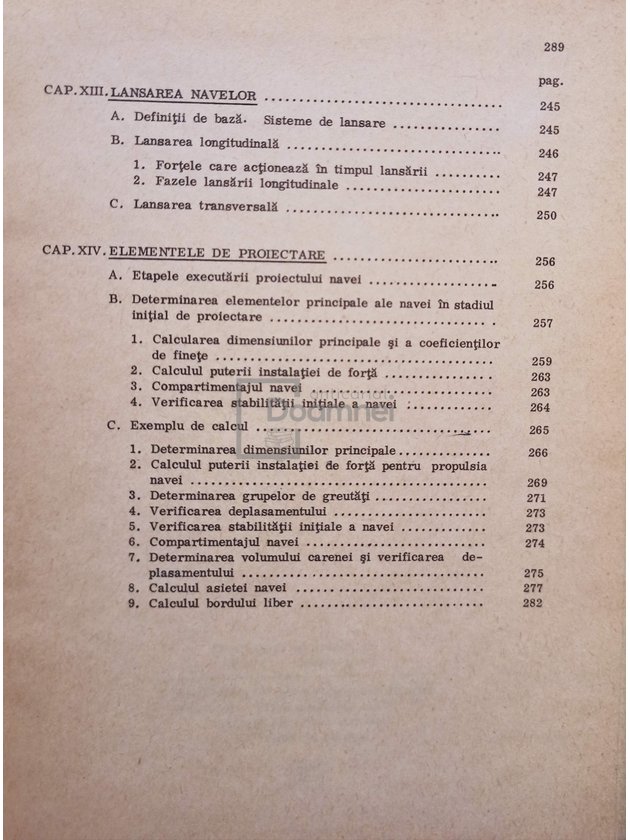 289
pag.
CAP.XIII. LANSAREA NAVELOR .................................. 245
A. Definiții de bază. Sisteme de lansare ............... 245
B. Lansarea longitudinală .............................. 246
1. Forțele care acționează în timpul lansării .......... 247
2. Fazele lansării longitudinale ...................... 247
C. Lansarea transversală .............................. 250
CAP.XIV. ELEMENTELE DE PROIECTARE ....................... 256
A. Etapele executării proiectului navei ................. 256
B. Determinarea elementelor principale ale navei în stadiul
inițial de proiectare ............................... 257
1. Calcularea dimensiunilor principale și a coeficienților
de finețe ........................................ 259
2. Calculul puterii instalației de forță ............... 263
3. Compartimentajul navei .......................... 263
4. Verificarea stabilității inițiale a navei ............ 264
C. Exemplu de calcul ................................. 265
1. Determinarea dimensiunilor principale............... 266
2. Calculul puterii instalației de forță pentru propulsia
navei .......................................... 269
3. Determinarea grupelor de greutăți .................. 271
4. Verificarea deplasamentului ....................... 273
5. Verificarea stabilității inițiale a navei ............. 273
6. Compartimentajul navei ........................... 274
7. Determinarea volumului carenei și verificarea de-
plasamentului .................................... 275
8. Calculul asietei navei ............................ 277
9. Calculul bordului liber ........................... 282
Anticariat
Doamnei